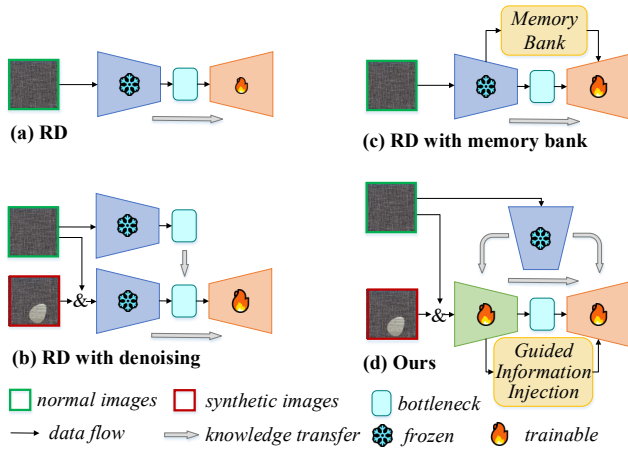 Memory
Bank
(a) RD
(c) RD with memory bank
&
(b) RD with denoising
&
(d) Ours
Guided
Information
Injection
normal images
synthetic images
bottleneck
data flow
knowledge transfer
frozen
trainable